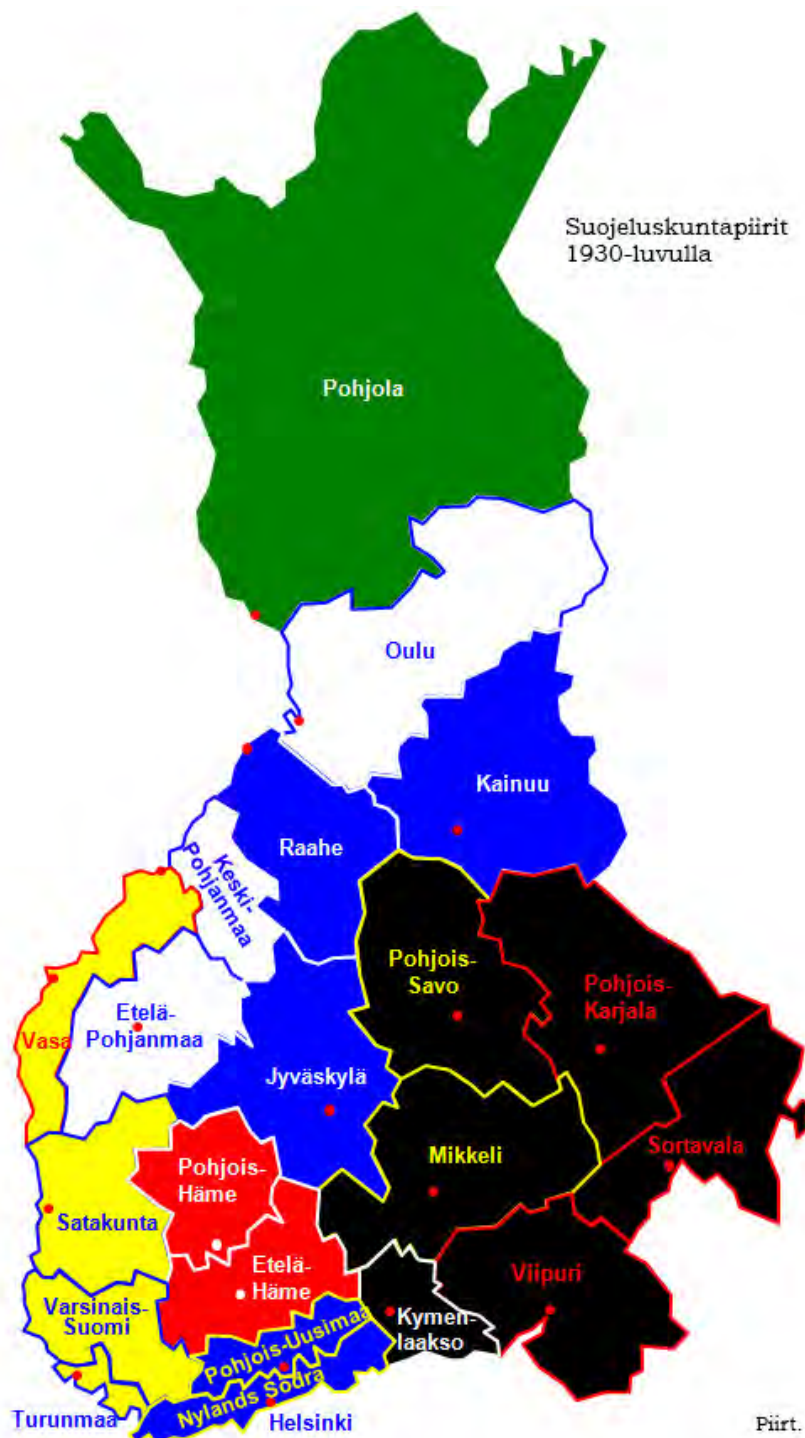 Suojeluskuntapiirit
1930-luvulla
Pohjola
Oulu
Kainuu
Raahe
Keski-
Pohjanmaa
Pohjois-
Savo
Pohjois-
Karjala
Etelä-
Pohjanmaa
Vasa
Jyväskylä
Mikkeli
Sortavala
Pohjois-
Häme
Satakunta
Etelä-
Häme
Viipuri
Varsinais-
Suomi
Kymen-
laakso
Pohjois-Uusimaa
Nylands Södra
Turunmaa
Helsinki
Piirt.